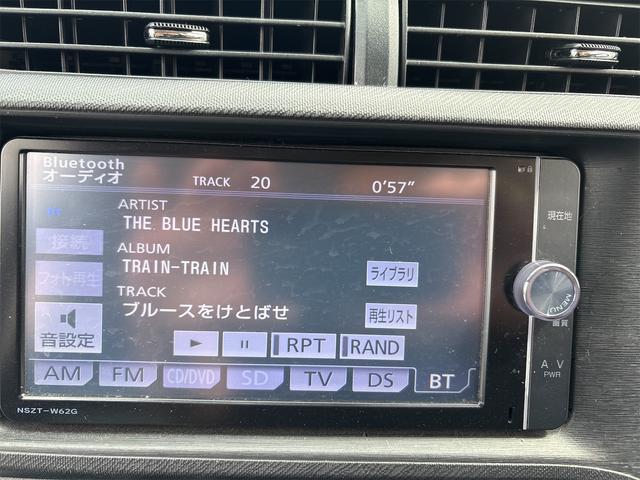 Bluetooth
オーディオ
TRACK 20 0'57"
ARTIST
THE BLUE HEARTS
接続
ALBUM
TRAIN-TRAIN
ライブラリ
フォト再生
TRACK
ブルースをけとばせ
再生リスト
音設定
RPT RAND
AM FM CD/DVD SD TV DS BT
NSZT-W62G
現在地
MENU
画質
A V
PWR